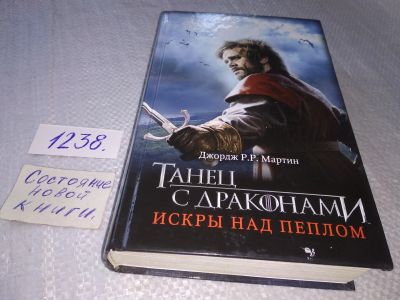 1238.
Состояние
новой
книги.
Джордж Р.Р. Мартин
ТАНЕЦ
С ДРАКОНАМИ
ИСКРЫ НАД ПЕПЛОМ